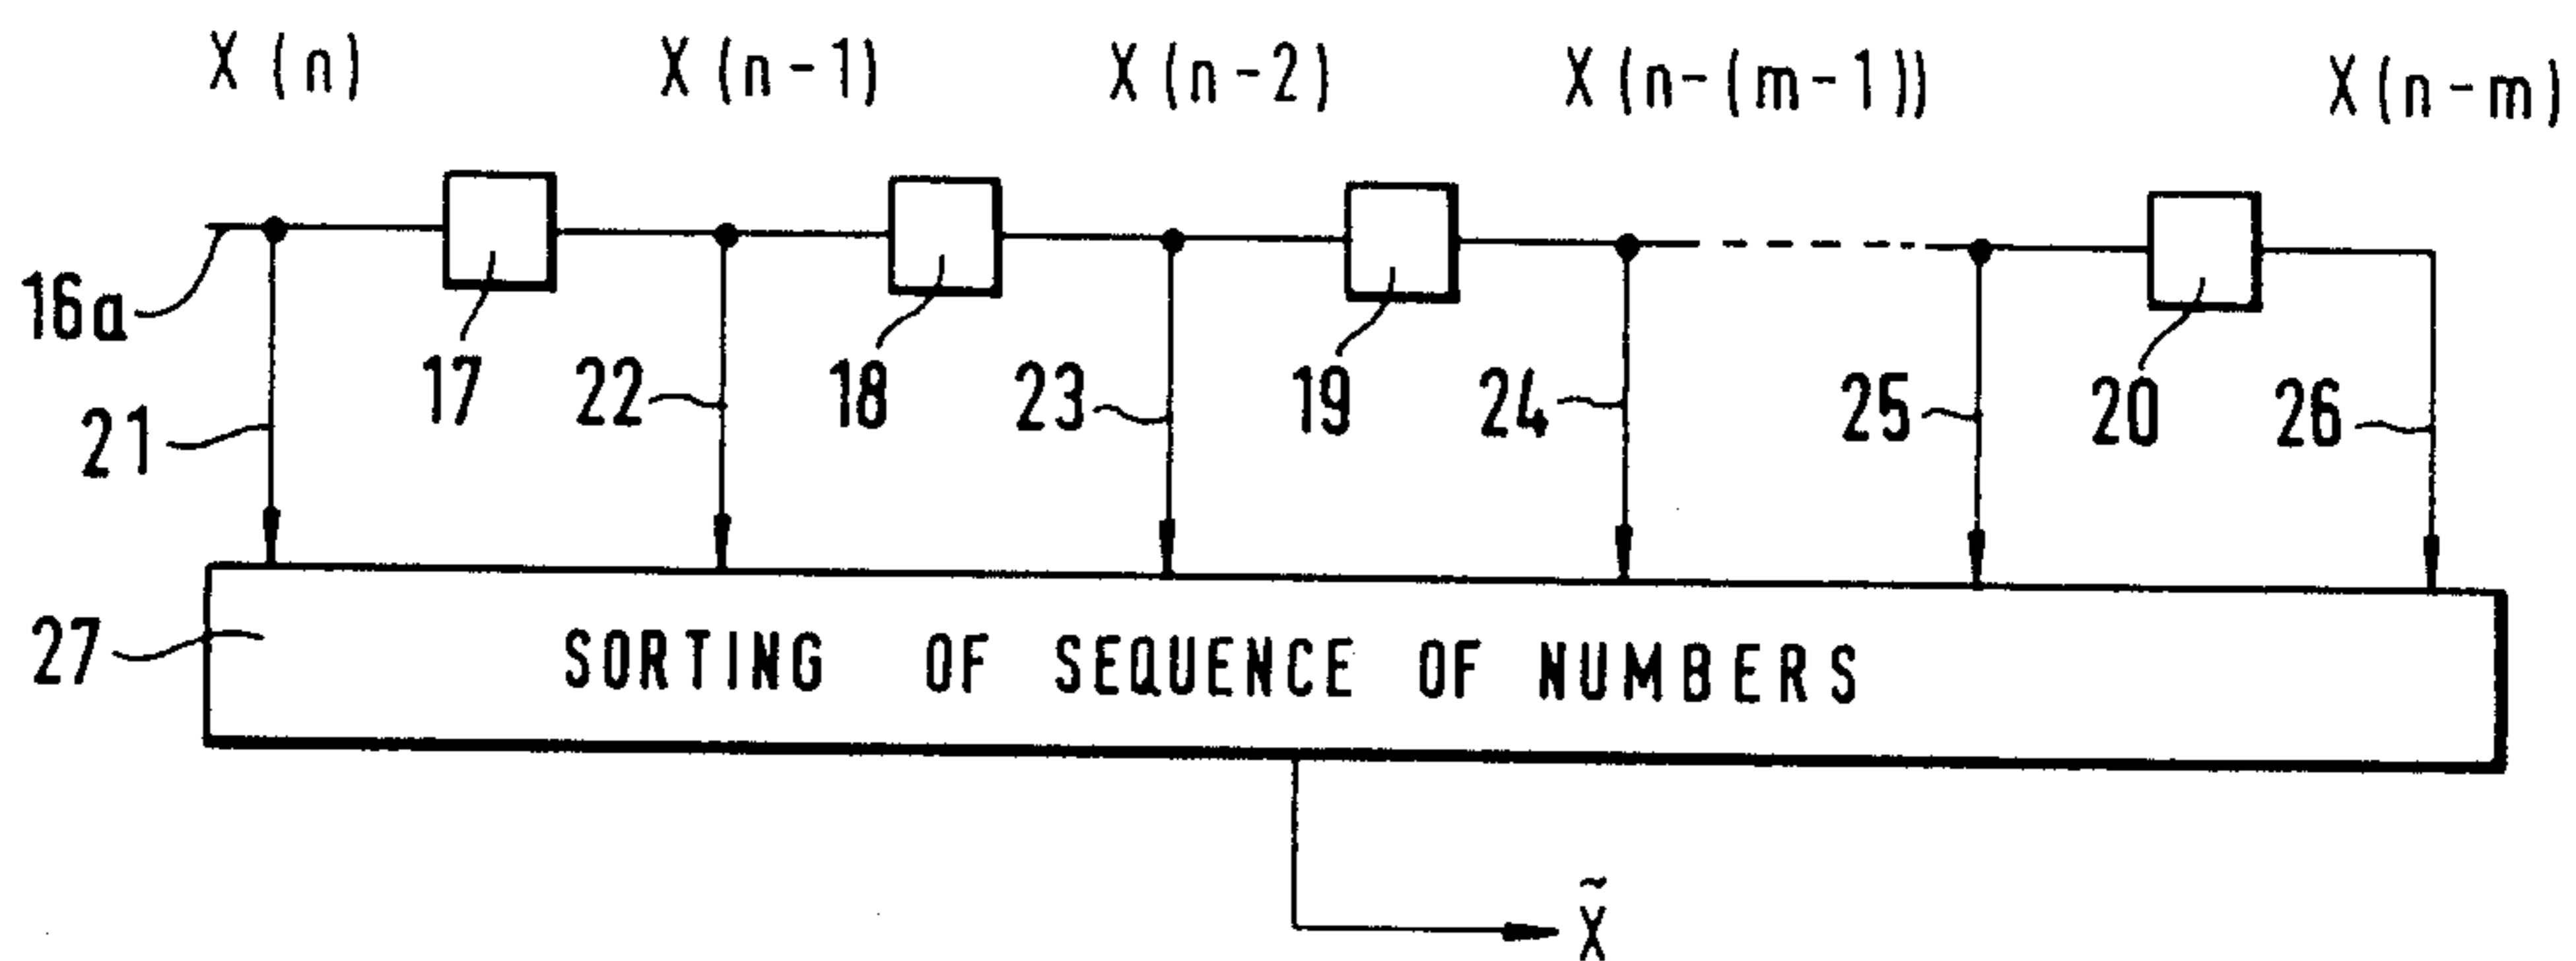 X (n) X (n-1) X (n-2) X (n-(m-1)) X (n-m)
16a 17 18 19 20
21 22 23 24 25 26
27 SORTING OF SEQUENCE OF NUMBERS
X̃